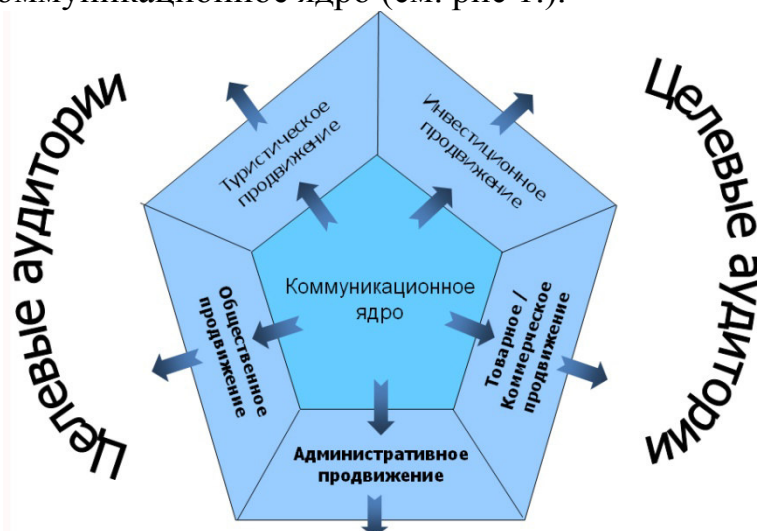 оммуникационное ядро (см. рис 1.).
Целевые аудитории
Туристическое
продвижение
Инвестиционное
продвижение
Целевые аудитории
Коммуникационное
ядро
Общественное
продвижение
Товарное /
Коммерческое
продвижение
Административное
продвижение